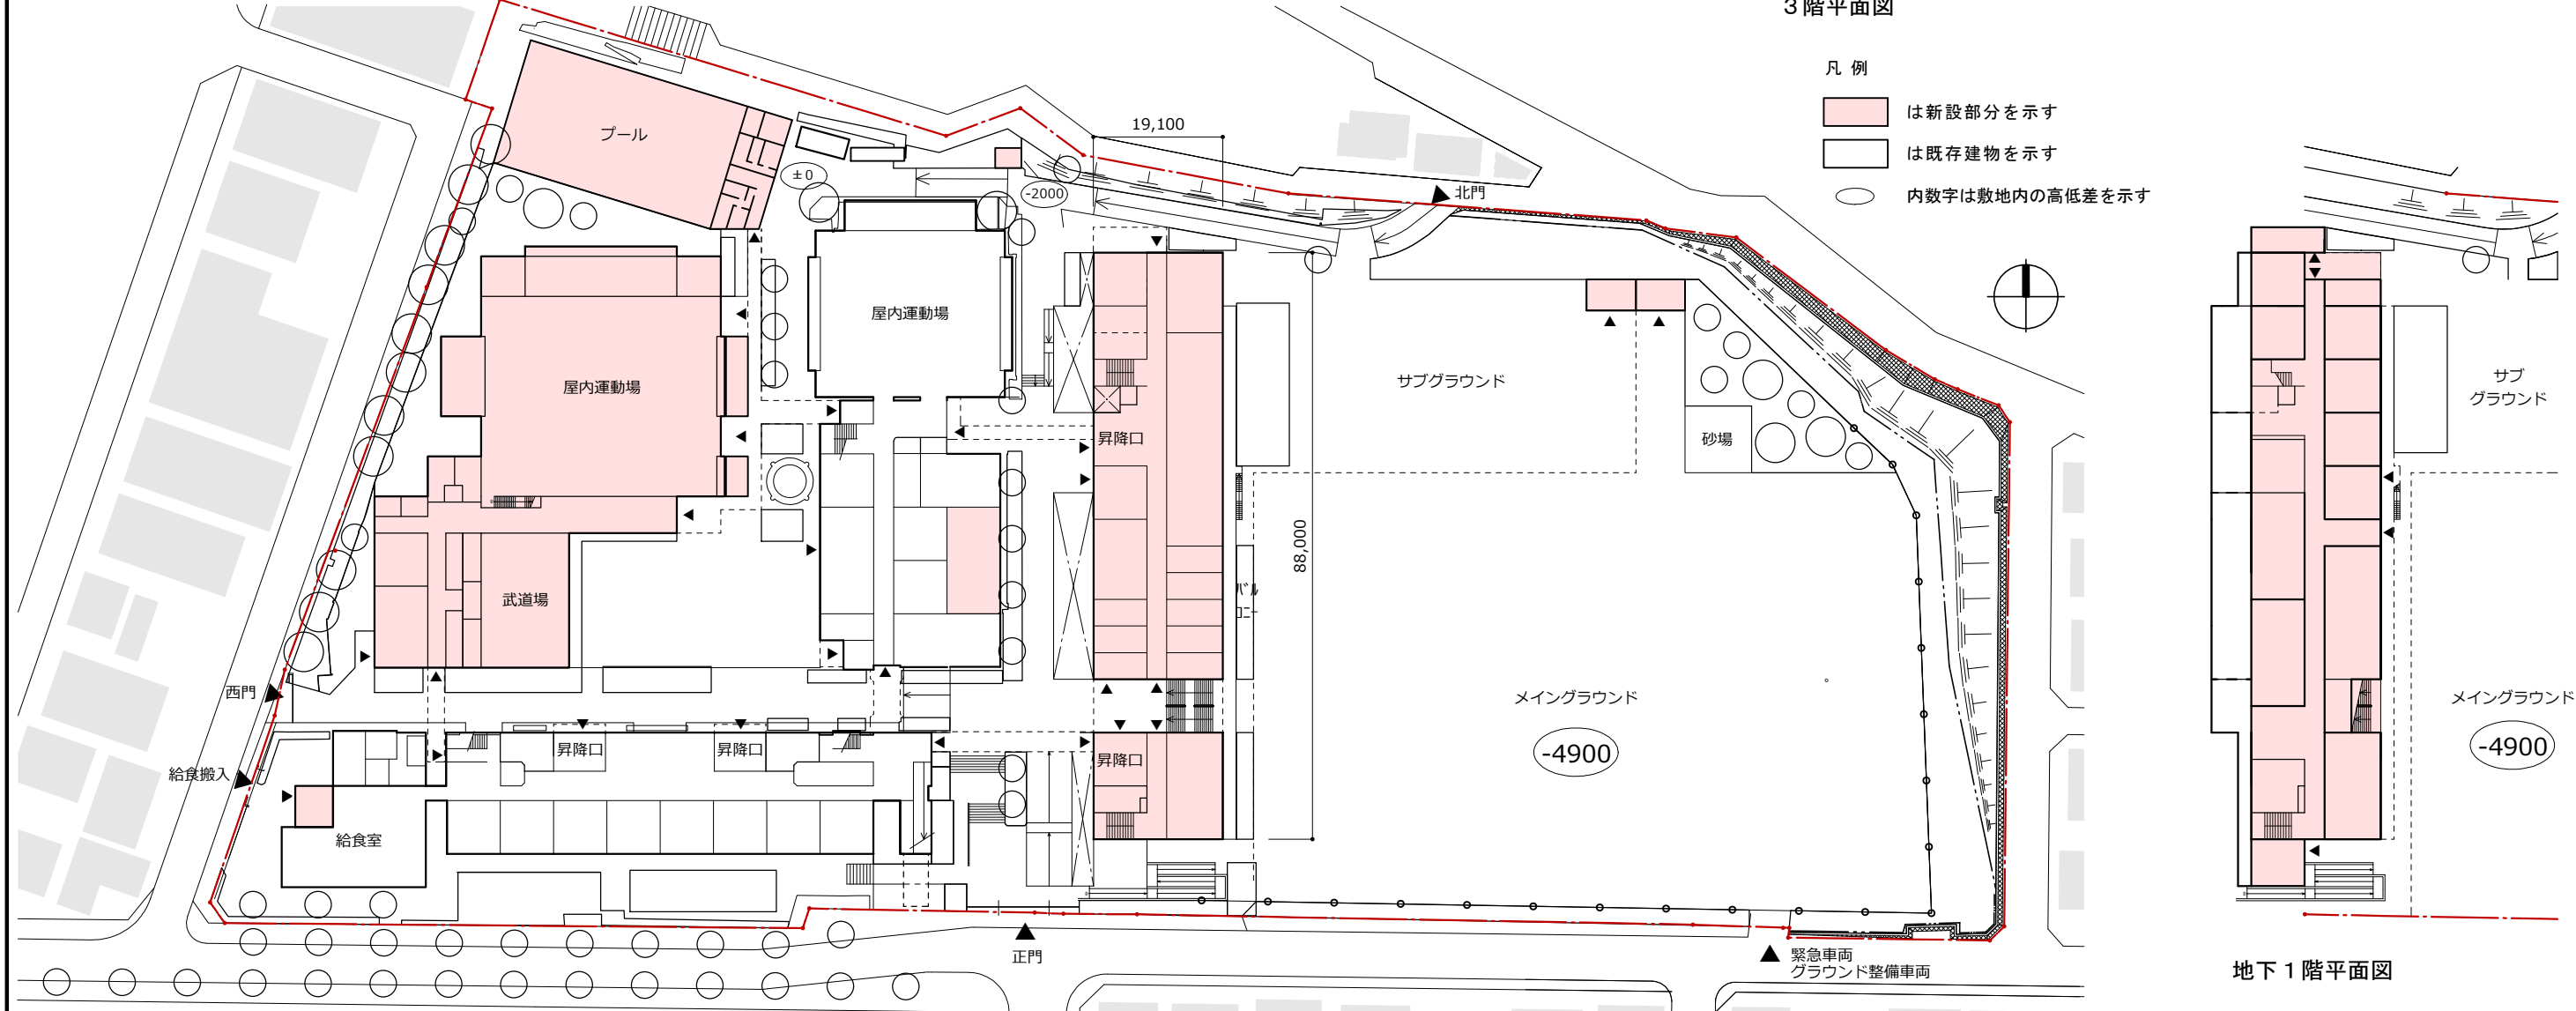 3階平面図
凡 例
は新設部分を示す
は既存建物を示す
内数字は敷地内の高低差を示す
プール
±0
-2000
19,100
北門
屋内運動場
屋内運動場
サブグラウンド
サブ
グラウンド
昇降口
砂場
88,000
武道場
バル
コニー
西門
メイングラウンド
-4900
メイングラウンド
-4900
昇降口
昇降口
昇降口
給食搬入
給食室
正門
緊急車両
グラウンド整備車両
地下1階平面図